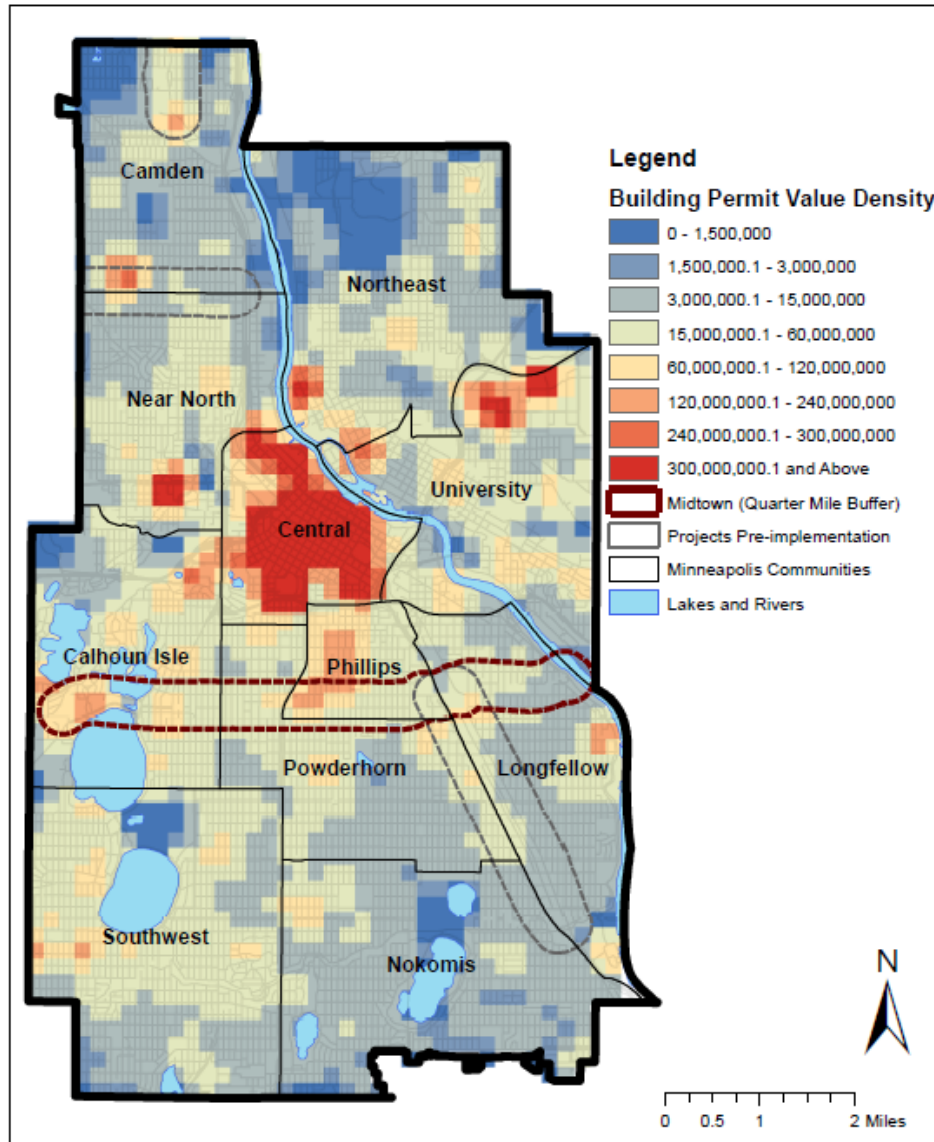 Camden
Northeast
Near North
University
Central
Calhoun Isle
Phillips
Powderhorn
Longfellow
Southwest
Nokomis
Legend
Building Permit Value Density
0 - 1,500,000
1,500,000.1 - 3,000,000
3,000,000.1 - 15,000,000
15,000,000.1 - 60,000,000
60,000,000.1 - 120,000,000
120,000,000.1 - 240,000,000
240,000,000.1 - 300,000,000
300,000,000.1 and Above
Midtown (Quarter Mile Buffer)
Projects Pre-implementation
Minneapolis Communities
Lakes and Rivers
N
0 0.5 1 2 Miles